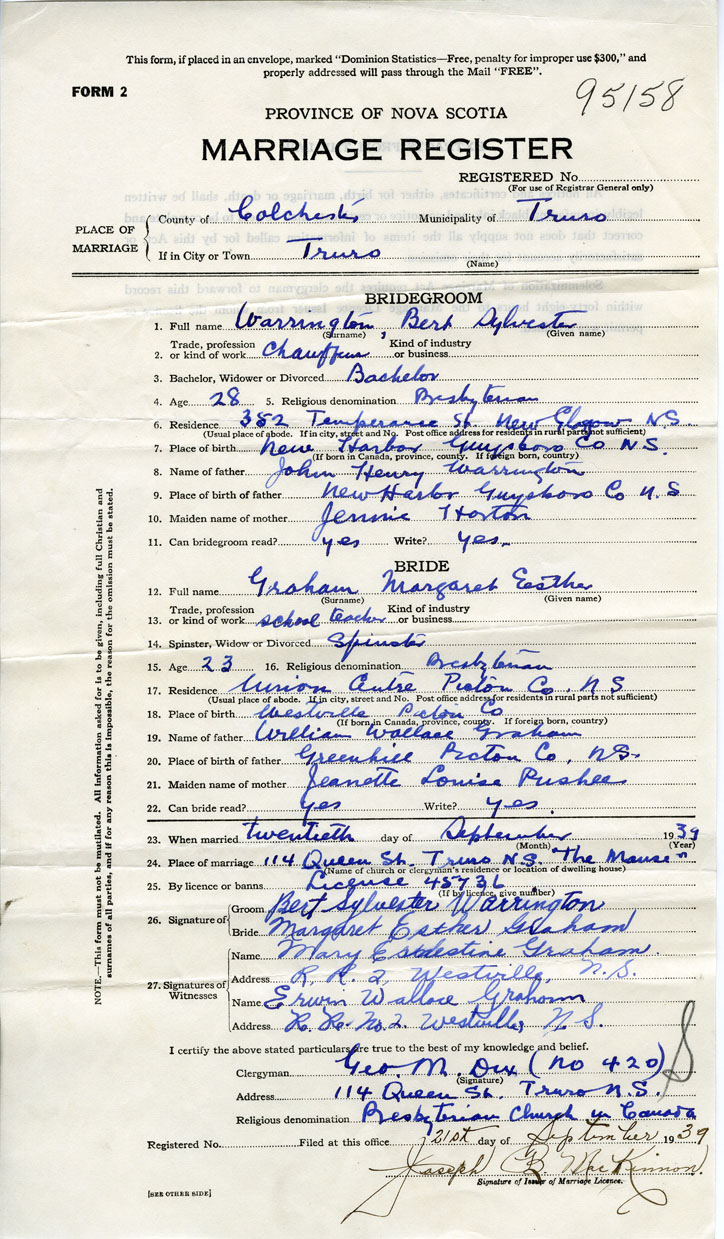 This form, if placed in an envelope, marked "Dominion Statistics—Free, penalty for improper use $300," and
properly addressed will pass through the Mail "FREE".
FORM 2
95158
PROVINCE OF NOVA SCOTIA
MARRIAGE REGISTER
REGISTERED No.
(For use of Registrar General only)
PLACE OF MARRIAGE
County of Colchester Municipality of Truro
If in City or Town Truro
(Name)
BRIDEGROOM
1. Full name Warrington, Bert Sylvester
(Surname) (Given name)
Trade, profession Kind of industry
2. or kind of work Chauffeur or business
3. Bachelor, Widower or Divorced Bachelor
4. Age 28 5. Religious denomination Presbyterian
6. Residence 352 Temperance St. New Glasgow N.S.
(Usual place of abode. If in city, street and No. Post office address for residents in rural parts not sufficient)
7. Place of birth New Harbor Guysboro Co N.S.
(If born in Canada, province, county. If foreign born, country)
8. Name of father John Henry Warrington
9. Place of birth of father New Harbor Guysboro Co N.S
10. Maiden name of mother Jennie Horton
11. Can bridegroom read? yes Write? yes
BRIDE
12. Full name Graham Margaret Eesther
(Surname) (Given name)
Trade, profession Kind of industry
13. or kind of work school teacher or business
14. Spinster, Widow or Divorced Spinster
15. Age 23 16. Religious denomination Presbyterian
17. Residence Union Centre Pictou Co. N S
(Usual place of abode. If in city, street and No. Post office address for residents in rural parts not sufficient)
18. Place of birth Westville Pictou Co
(If born in Canada, province, county. If foreign born, country)
19. Name of father William Wallace Graham
20. Place of birth of father Greenhill Pictou Co, N.S.
21. Maiden name of mother Jeanette Louise Pushee
22. Can bride read? yes Write? yes.
23. When married twentieth day of September 1939
(Month) (Year)
24. Place of marriage 114 Queen St. Truro N.S. "The Manse"
(Name of church or clergyman's residence or location of dwelling house)
25. By licence or banns License 45736
(If by licence, give number)
26. Signature of
Groom Bert Sylvester Warrington
Bride Margaret Esther Graham
27. Signatures of Witnesses
Name Mary Graham.
Address R. R. 2, Westville, N.S.
Name Erwin Wallace Graham
Address R. R. No. 2. Westville, N. S.
I certify the above stated particulars are true to the best of my knowledge and belief.
Clergyman Geo. M. Dix (No 420)
(Signature)
Address 114 Queen St. Truro N.S.
Religious denomination Presbyterian Church in Canada
Registered No. Filed at this office 21st day of September 1939
Joseph B. MacKinnon.
Signature of Issuer of Marriage Licence.
[SEE OTHER SIDE]
NOTE.—This form must not be mutilated. All information asked for is to be given, including full Christian and
surnames of all parties, and if for any reason this is impossible, the reason for the omission must be stated.